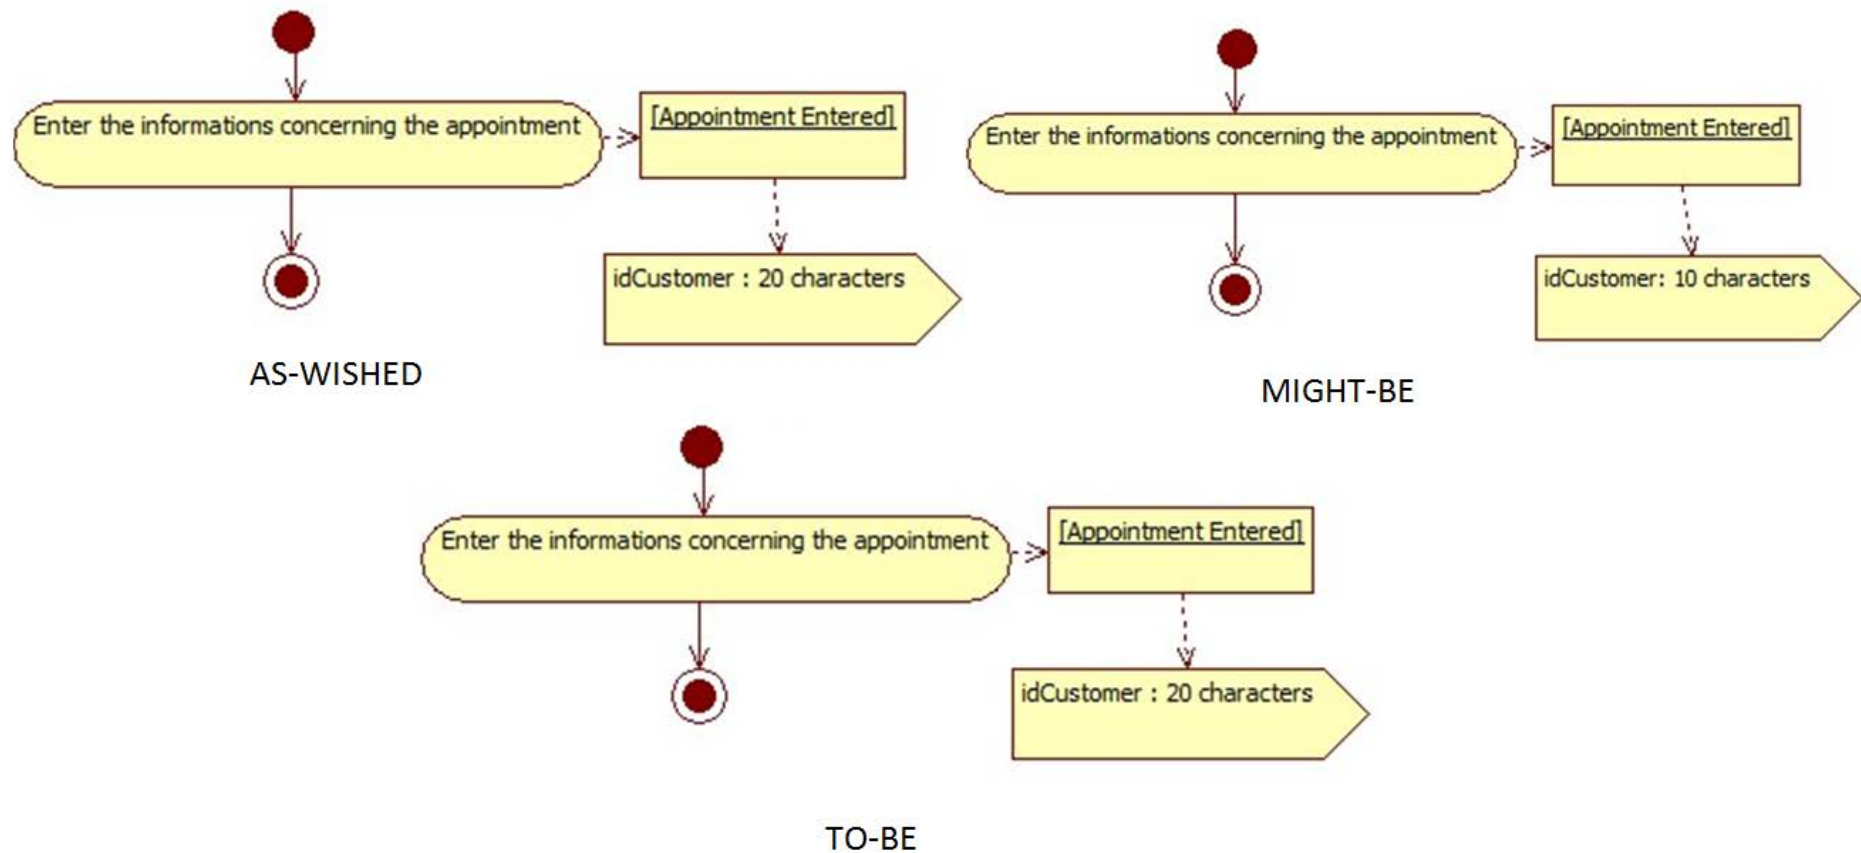 Enter the informations concerning the appointment
[Appointment Entered]
idCustomer : 20 characters
AS-WISHED
Enter the informations concerning the appointment
[Appointment Entered]
idCustomer: 10 characters
MIGHT-BE
Enter the informations concerning the appointment
[Appointment Entered]
idCustomer : 20 characters
TO-BE